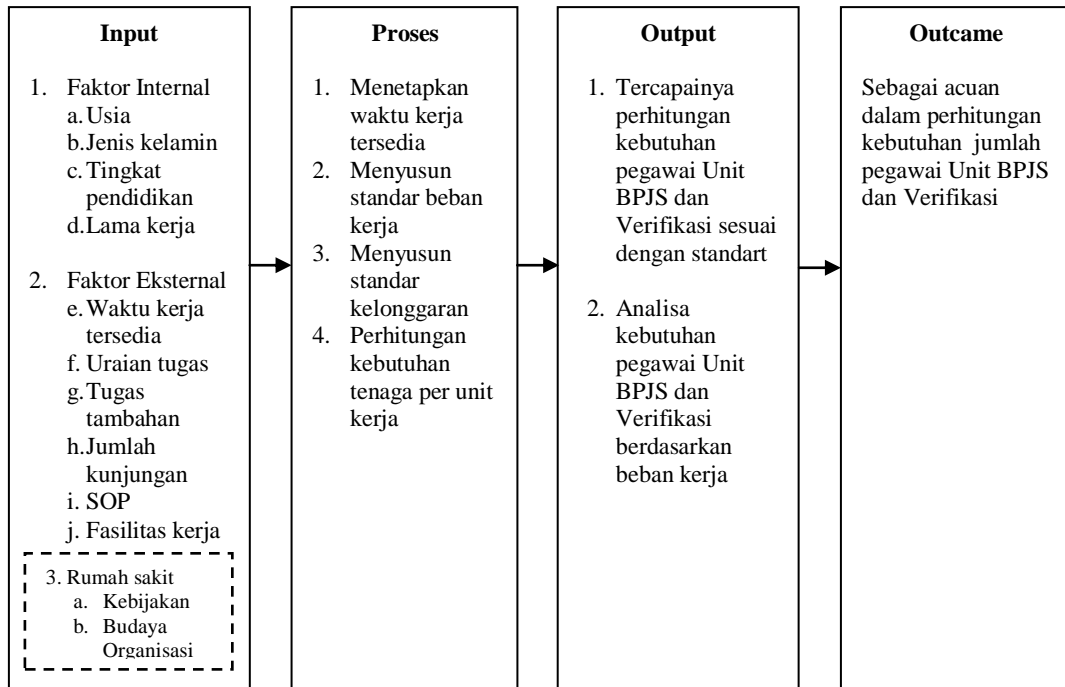 Input
1. Faktor Internal
a. Usia
b. Jenis kelamin
c. Tingkat
pendidikan
d. Lama kerja
2. Faktor Eksternal
e. Waktu kerja
tersedia
f. Uraian tugas
g. Tugas
tambahan
h. Jumlah
kunjungan
i. SOP
j. Fasilitas kerja
3. Rumah sakit
a. Kebijakan
b. Budaya
Organisasi
Proses
1. Menetapkan
waktu kerja
tersedia
2. Menyusun
standar beban
kerja
3. Menyusun
standar
kelonggaran
4. Perhitungan
kebutuhan
tenaga per unit
kerja
Output
1. Tercapainya
perhitungan
kebutuhan
pegawai Unit
BPJS dan
Verifikasi sesuai
dengan standart
2. Analisa
kebutuhan
pegawai Unit
BPJS dan
Verifikasi
berdasarkan
beban kerja
Outcame
Sebagai acuan
dalam perhitungan
kebutuhan jumlah
pegawai Unit BPJS
dan Verifikasi